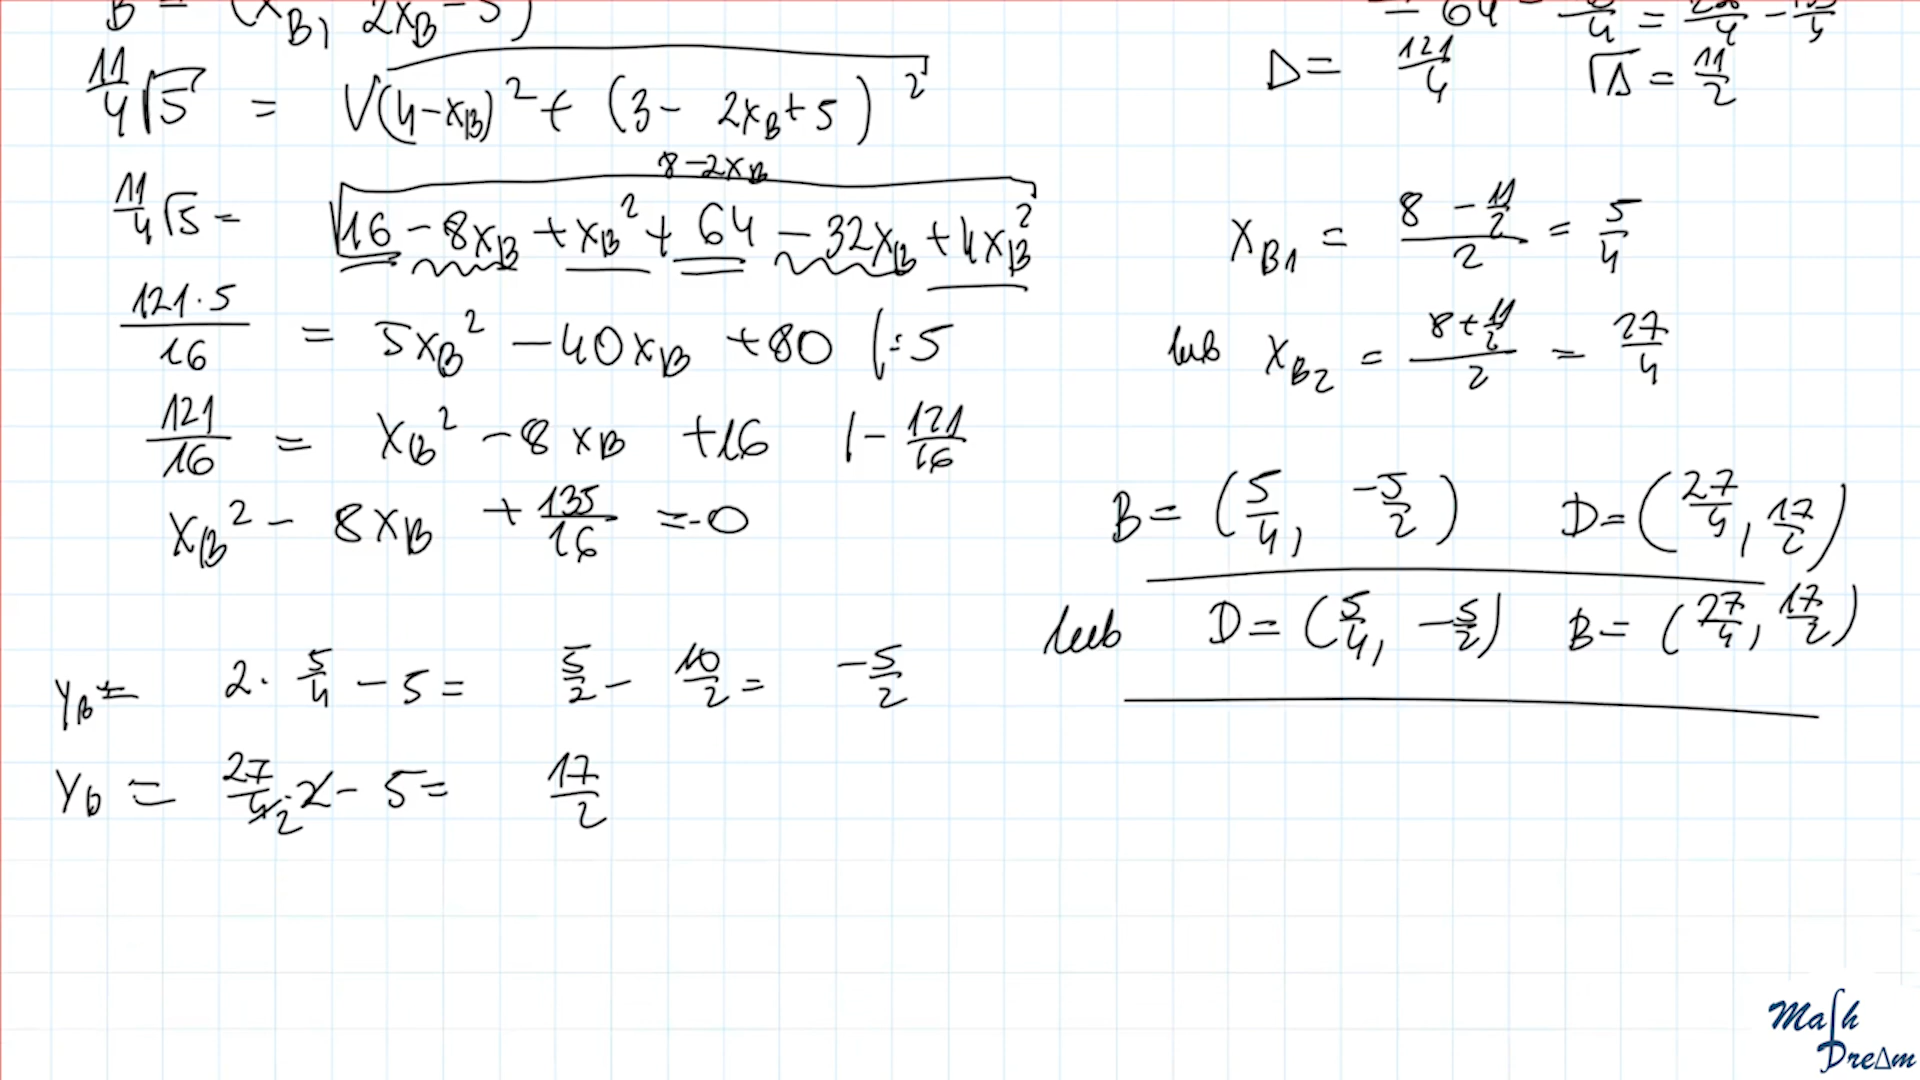 B = (x_B, 2x_B - 5)
11/4 √5 = √((4-x_B)² + (3 - 2x_B + 5)²)
8 - 2x_B
11/4 √5 = √(16 - 8x_B + x_B² + 64 - 32x_B + 4x_B²)
121·5/16 = 5x_B² - 40x_B + 80 |:5
121/16 = x_B² - 8x_B + 16 |- 121/16
x_B² - 8x_B + 135/16 = 0
y_B = 2·5/4 - 5 = 5/2 - 10/2 = -5/2
y_B = 27/4·2 - 5 = 17/2
Δ = 121/4 √Δ = 11/2
x_B1 = (8 - 11/2)/2 = 5/4
lub x_B2 = (8 + 11/2)/2 = 27/4
B = (5/4, -5/2) D = (27/4, 17/2)
lub D = (5/4, -5/2) B = (27/4, 17/2)
Math
Dream